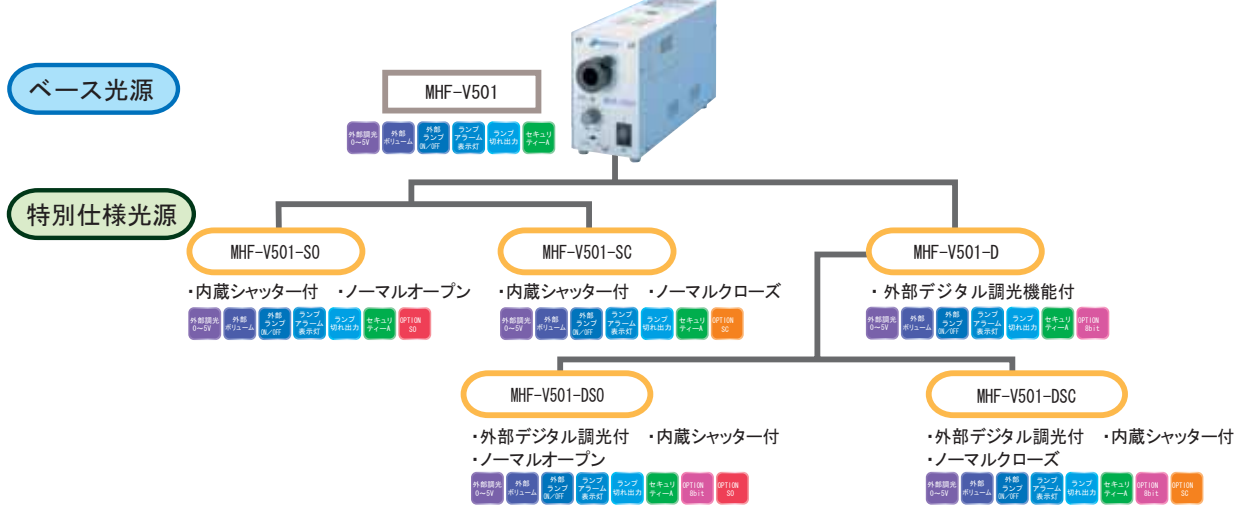 ベース光源
MHF-V501
外部調光
0～5V
外部
ボリューム
外部
ランプ
ON/OFF
ランプ
アラーム
表示灯
ランプ
切れ出力
セキュリ
ティーA
特別仕様光源
MHF-V501-SO
・内蔵シャッター付 ・ノーマルオープン
外部調光
0～5V
外部
ボリューム
外部
ランプ
ON/OFF
ランプ
アラーム
表示灯
ランプ
切れ出力
セキュリ
ティーA
OPTION
SO
MHF-V501-SC
・内蔵シャッター付 ・ノーマルクローズ
外部調光
0～5V
外部
ボリューム
外部
ランプ
ON/OFF
ランプ
アラーム
表示灯
ランプ
切れ出力
セキュリ
ティーA
OPTION
SC
MHF-V501-D
・外部デジタル調光機能付
外部調光
0～5V
外部
ボリューム
外部
ランプ
ON/OFF
ランプ
アラーム
表示灯
ランプ
切れ出力
セキュリ
ティーA
OPTION
8bit
MHF-V501-DSO
・外部デジタル調光付 ・内蔵シャッター付
・ノーマルオープン
外部調光
0～5V
外部
ボリューム
外部
ランプ
ON/OFF
ランプ
アラーム
表示灯
ランプ
切れ出力
セキュリ
ティーA
OPTION
8bit
OPTION
SO
MHF-V501-DSC
・外部デジタル調光付 ・内蔵シャッター付
・ノーマルクローズ
外部調光
0～5V
外部
ボリューム
外部
ランプ
ON/OFF
ランプ
アラーム
表示灯
ランプ
切れ出力
セキュリ
ティーA
OPTION
8bit
OPTION
SC